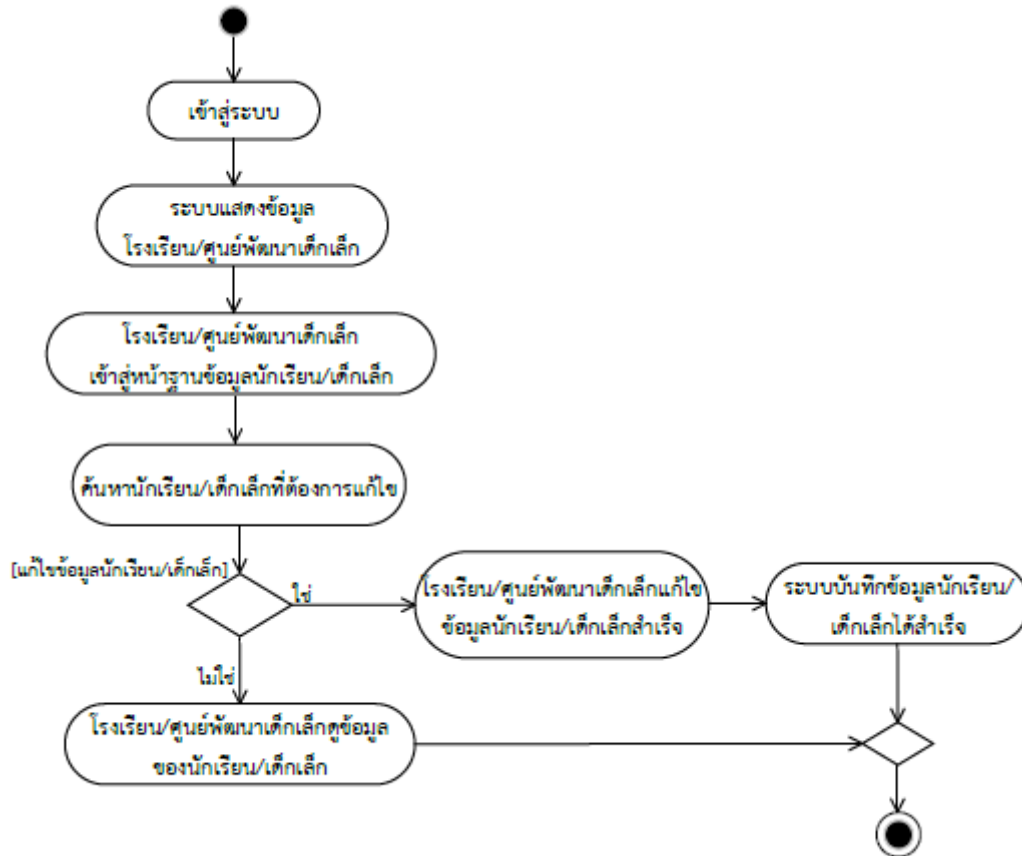 เข้าสู่ระบบ
ระบบแสดงข้อมูล
โรงเรียน/ศูนย์พัฒนาเด็กเล็ก
โรงเรียน/ศูนย์พัฒนาเด็กเล็ก
เข้าสู่หน้าฐานข้อมูลนักเรียน/เด็กเล็ก
ค้นหานักเรียน/เด็กเล็กที่ต้องการแก้ไข
[แก้ไขข้อมูลนักเรียน/เด็กเล็ก]
ใช่
โรงเรียน/ศูนย์พัฒนาเด็กเล็กแก้ไข
ข้อมูลนักเรียน/เด็กเล็กสำเร็จ
ระบบบันทึกข้อมูลนักเรียน/
เด็กเล็กได้สำเร็จ
ไม่ใช่
โรงเรียน/ศูนย์พัฒนาเด็กเล็กดูข้อมูล
ของนักเรียน/เด็กเล็ก